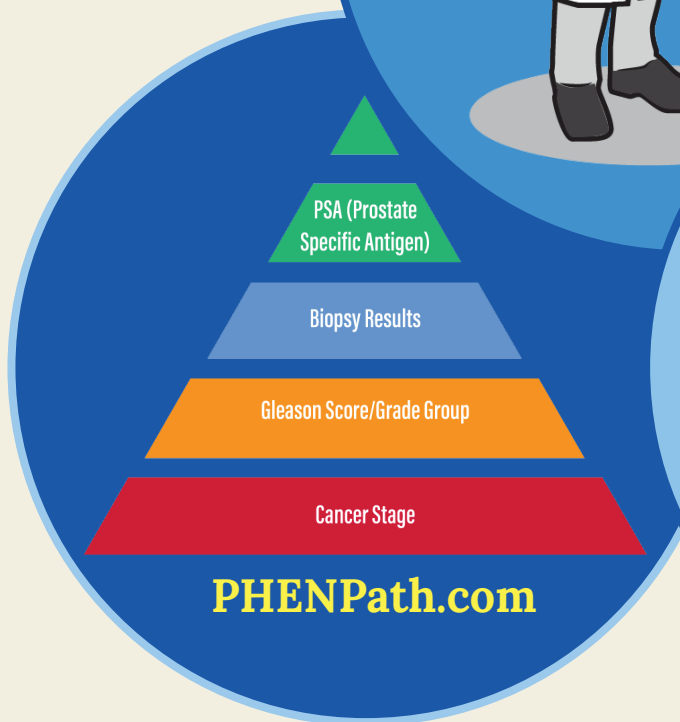 PSA (Prostate
Specific Antigen)
Biopsy Results
Gleason Score/Grade Group
Cancer Stage
PHENPath.com